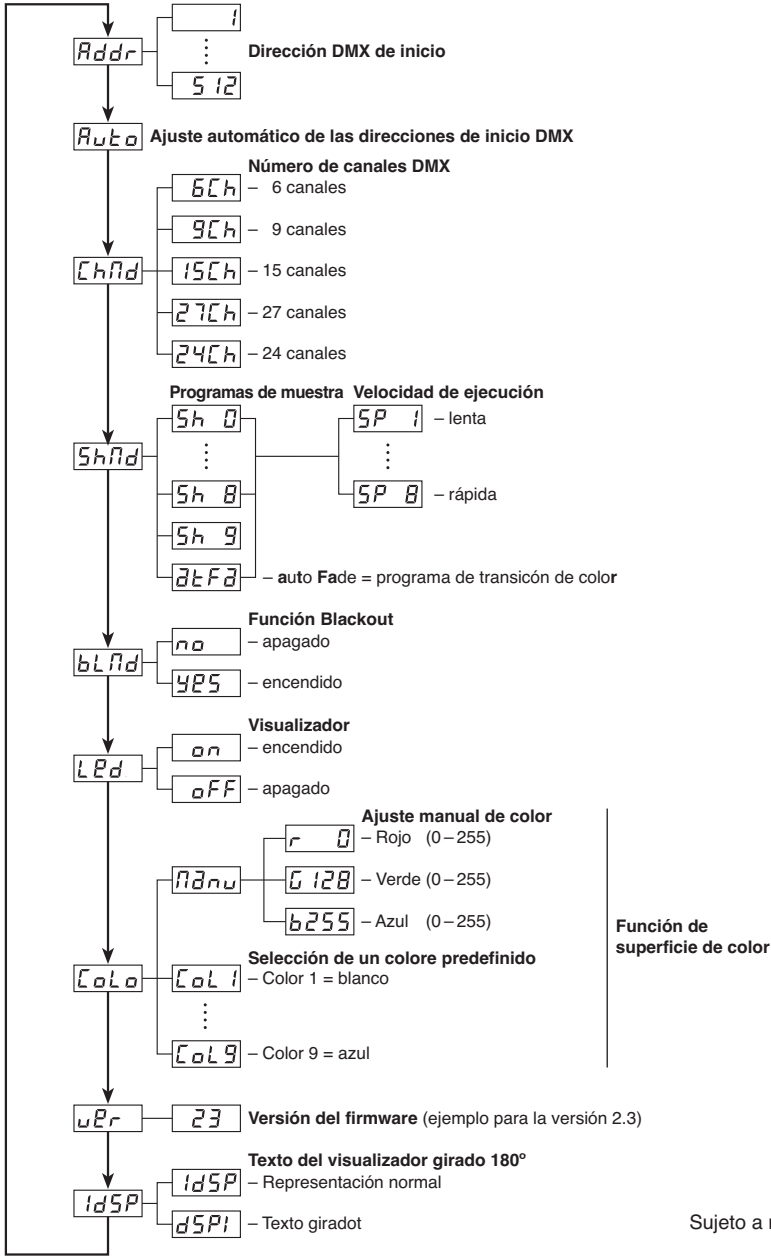 1
Addr
Dirección DMX de inicio
512
Auto Ajuste automático de las direcciones de inicio DMX
Número de canales DMX
6Ch – 6 canales
9Ch – 9 canales
ChMd 15Ch – 15 canales
27Ch – 27 canales
24Ch – 24 canales
Programas de muestra Velocidad de ejecución
Sh 0 SP 1 – lenta
ShMd
Sh 8 SP 8 – rápida
Sh 9
atFa – auto Fade = programa de transicón de color
Función Blackout
no – apagado
bLMd
yes – encendido
Visualizador
on – encendido
Led
oFF – apagado
Ajuste manual de color
r 0 – Rojo (0–255)
Manu G 128 – Verde (0–255)
b255 – Azul (0–255)
Función de
superficie de color
Selección de un colore predefinido
CoLo CoL 1 – Color 1 = blanco
CoL9 – Color 9 = azul
ver 23 Versión del firmware (ejemplo para la versión 2.3)
Texto del visualizador girado 180º
1dSP – Representación normal
1dSP
dSP1 – Texto giradot
Sujeto a